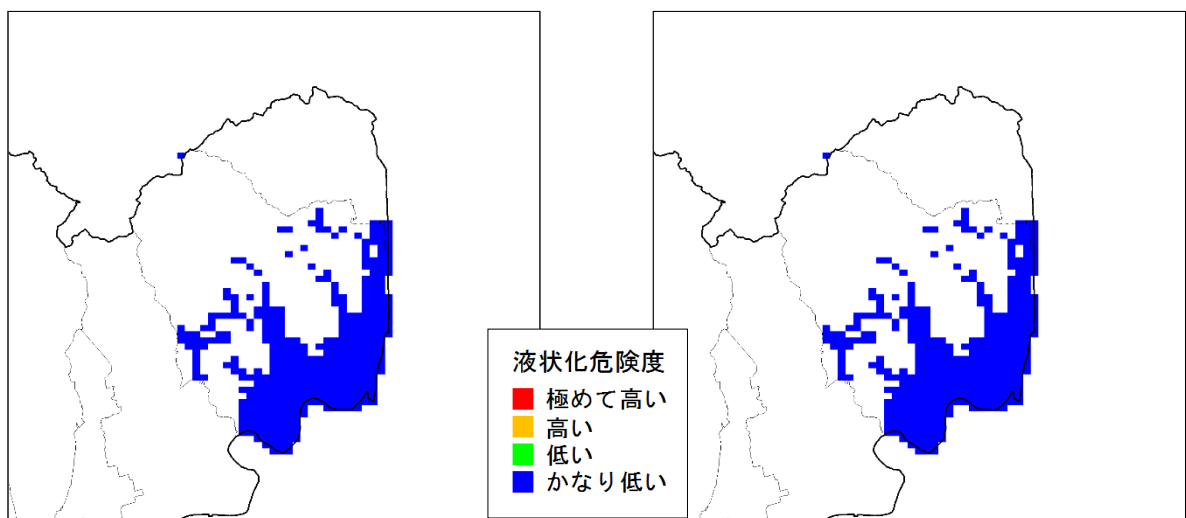 液状化危険度
極めて高い
高い
低い
かなり低い